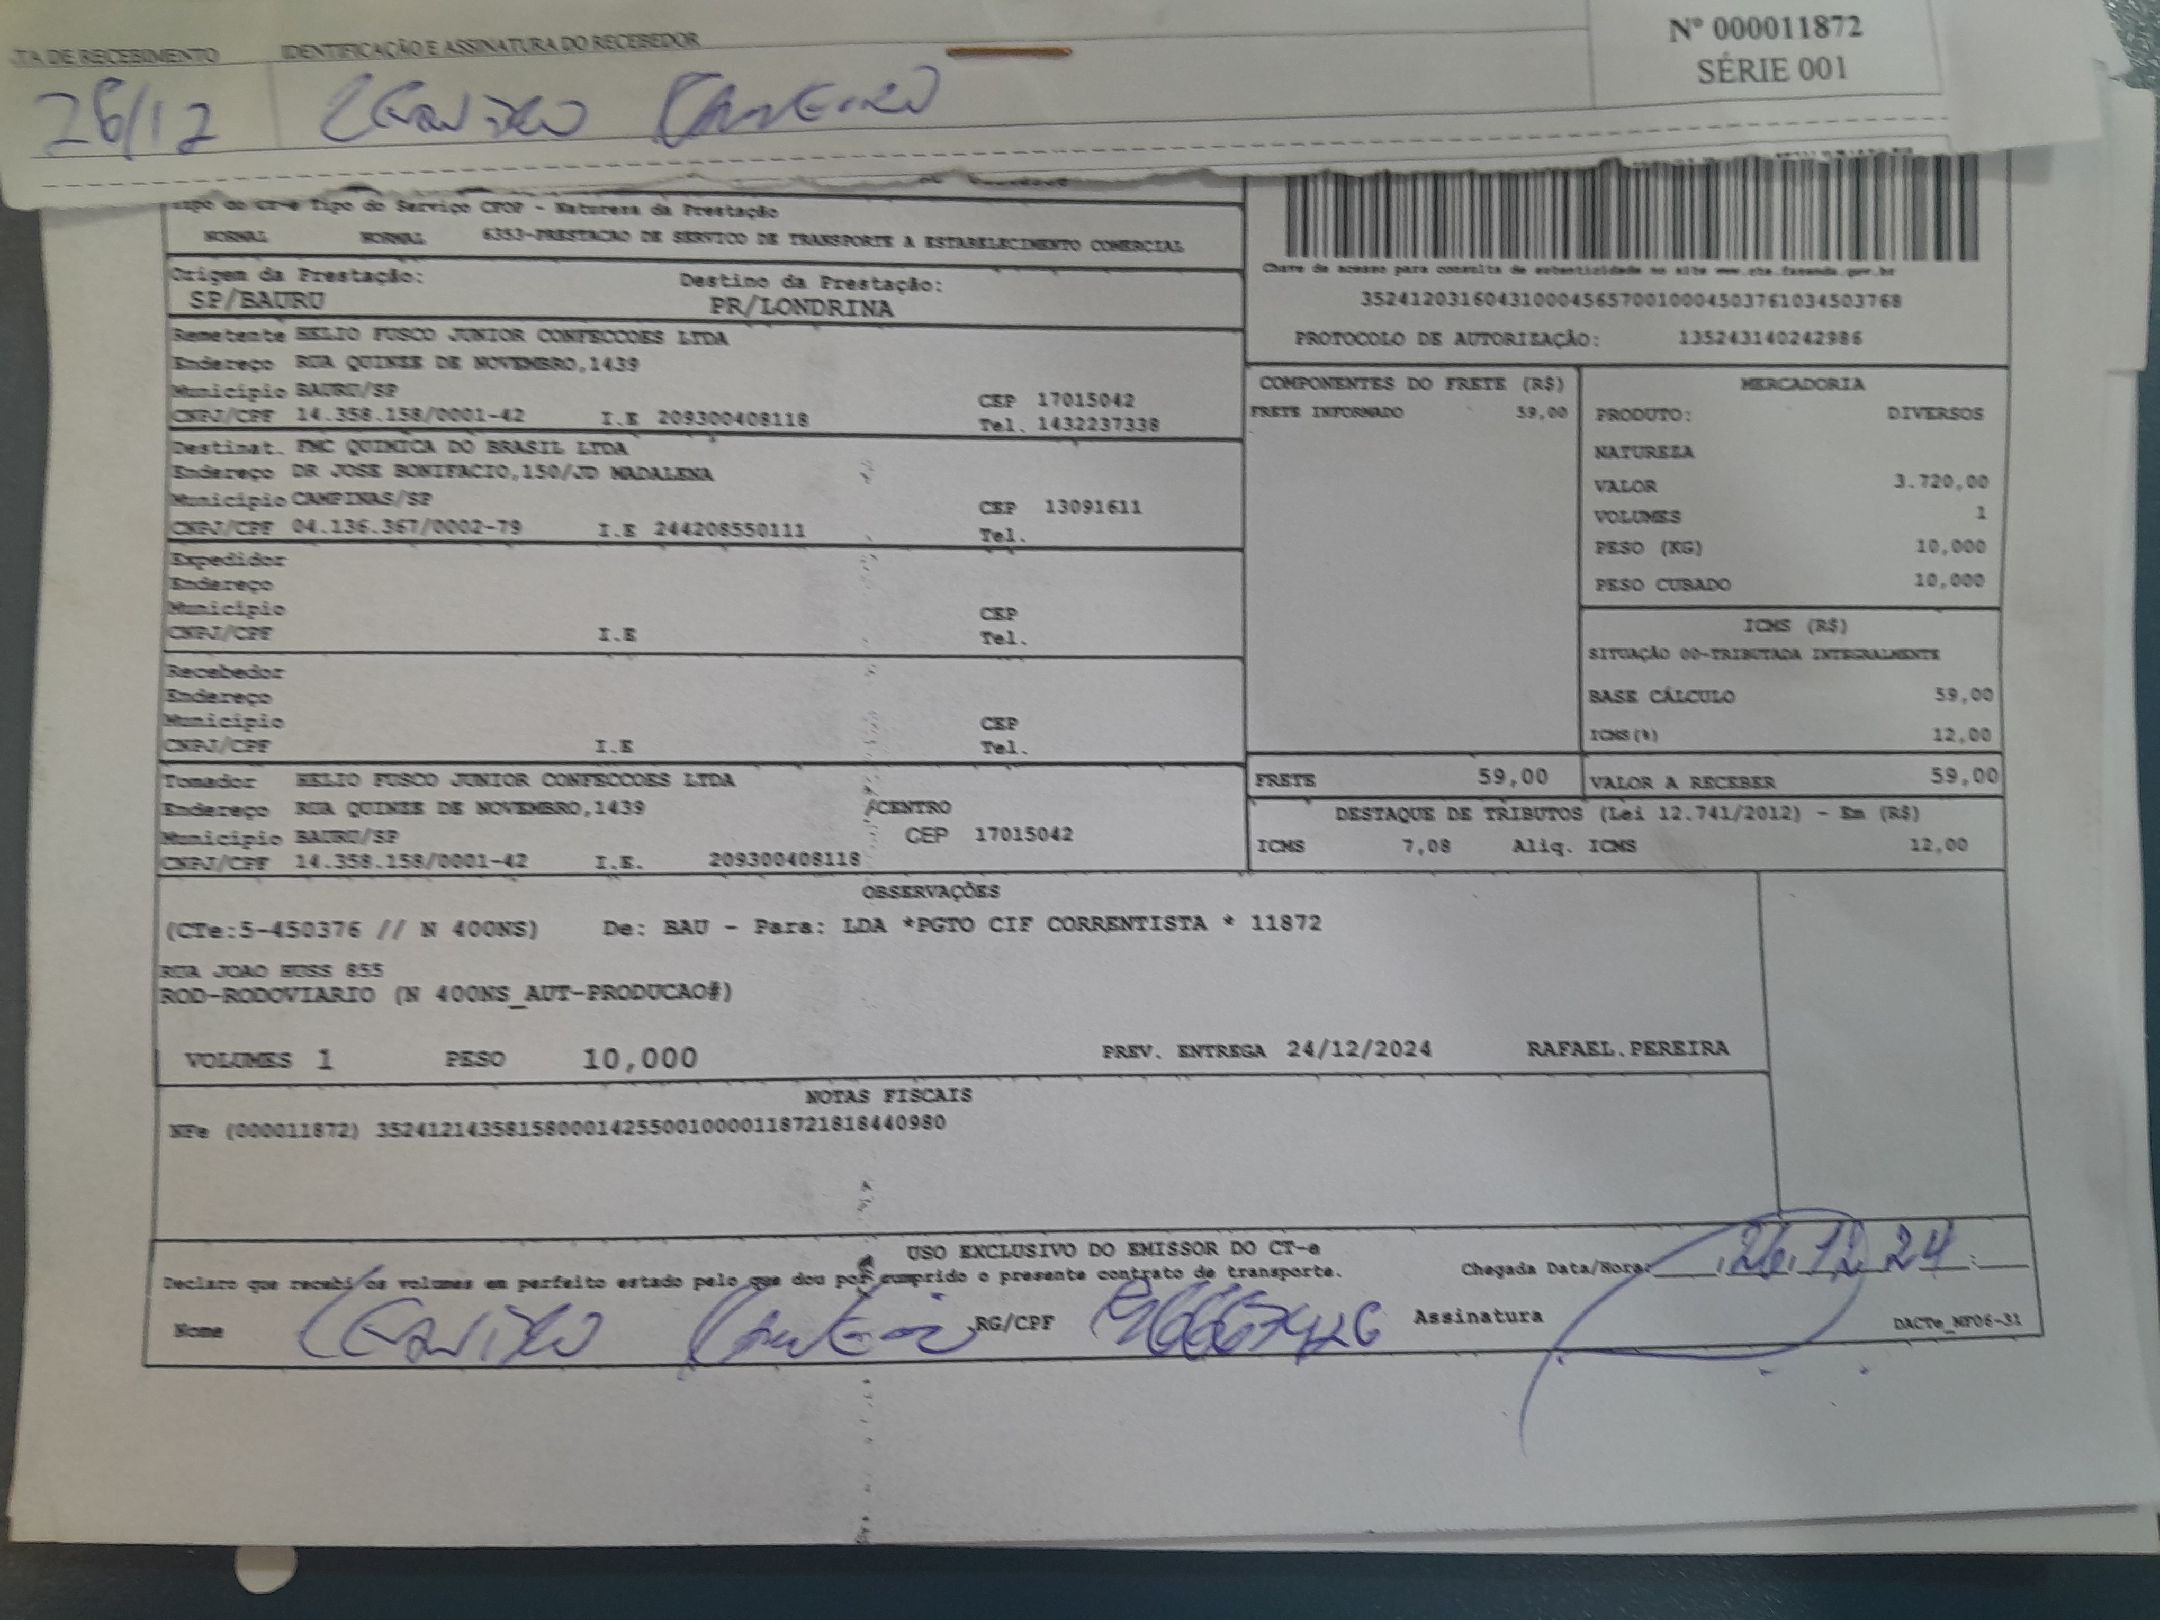 TA DE RECEBIMENTO IDENTIFICAÇÃO E ASSINATURA DO RECEBEDOR
Nº 000011872
SÉRIE 001
26/12
Tipo do CT-e Tipo do Serviço CFOP - Natureza da Prestação
NORMAL NORMAL 6353-PRESTACAO DE SERVICO DE TRANSPORTE A ESTABELECIMENTO COMERCIAL
Origem da Prestação: Destino da Prestação:
SP/BAURU PR/LONDRINA
Chave de acesso para consulta de autenticidade no site www.cte.fazenda.gov.br
35241203160431000456570010004503761034503768
PROTOCOLO DE AUTORIZAÇÃO: 135243140242986
Remetente HELIO FUSCO JUNIOR CONFECCOES LTDA
Endereço RUA QUINZE DE NOVEMBRO,1439
Município BAURU/SP CEP 17015042
CNPJ/CPF 14.358.158/0001-42 I.E 209300408118 Tel. 1432237338
Destinat. FMC QUIMICA DO BRASIL LTDA
Endereço DR JOSE BONIFACIO,150/JD MADALENA
Município CAMPINAS/SP CEP 13091611
CNPJ/CPF 04.136.367/0002-79 I.E 244208550111 Tel.
Expedidor
Endereço
Município CEP
CNPJ/CPF I.E Tel.
Recebedor
Endereço
Município CEP
CNPJ/CPF I.E Tel.
Tomador HELIO FUSCO JUNIOR CONFECCOES LTDA
Endereço RUA QUINZE DE NOVEMBRO,1439 /CENTRO
Município BAURU/SP CEP 17015042
CNPJ/CPF 14.358.158/0001-42 I.E. 209300408118
COMPONENTES DO FRETE (R$)
FRETE INFORMADO 59,00
MERCADORIA
PRODUTO: DIVERSOS
NATUREZA
VALOR 3.720,00
VOLUMES 1
PESO (KG) 10,000
PESO CUBADO 10,000
ICMS (R$)
SITUAÇÃO 00-TRIBUTADA INTEGRALMENTE
BASE CÁLCULO 59,00
ICMS(%) 12,00
FRETE 59,00 VALOR A RECEBER 59,00
DESTAQUE DE TRIBUTOS (Lei 12.741/2012) - Em (R$)
ICMS 7,08 Aliq. ICMS 12,00
OBSERVAÇÕES
(CTe:5-450376 // N 400NS) De: BAU - Para: LDA *PGTO CIF CORRENTISTA * 11872
RUA JOAO HUSS 855
ROD-RODOVIARIO (N 400NS_AUT-PRODUCAO#)
VOLUMES 1 PESO 10,000 PREV. ENTREGA 24/12/2024 RAFAEL.PEREIRA
NOTAS FISCAIS
NFe (000011872) 35241214358158000142550010000118721818440980
USO EXCLUSIVO DO EMISSOR DO CT-e
Declaro que recebi os volumes em perfeito estado pelo que dou por cumprido o presente contrato de transporte. Chegada Data/Hora: 26.12.24 :
Nome RG/CPF Assinatura DACTe_MF06-31